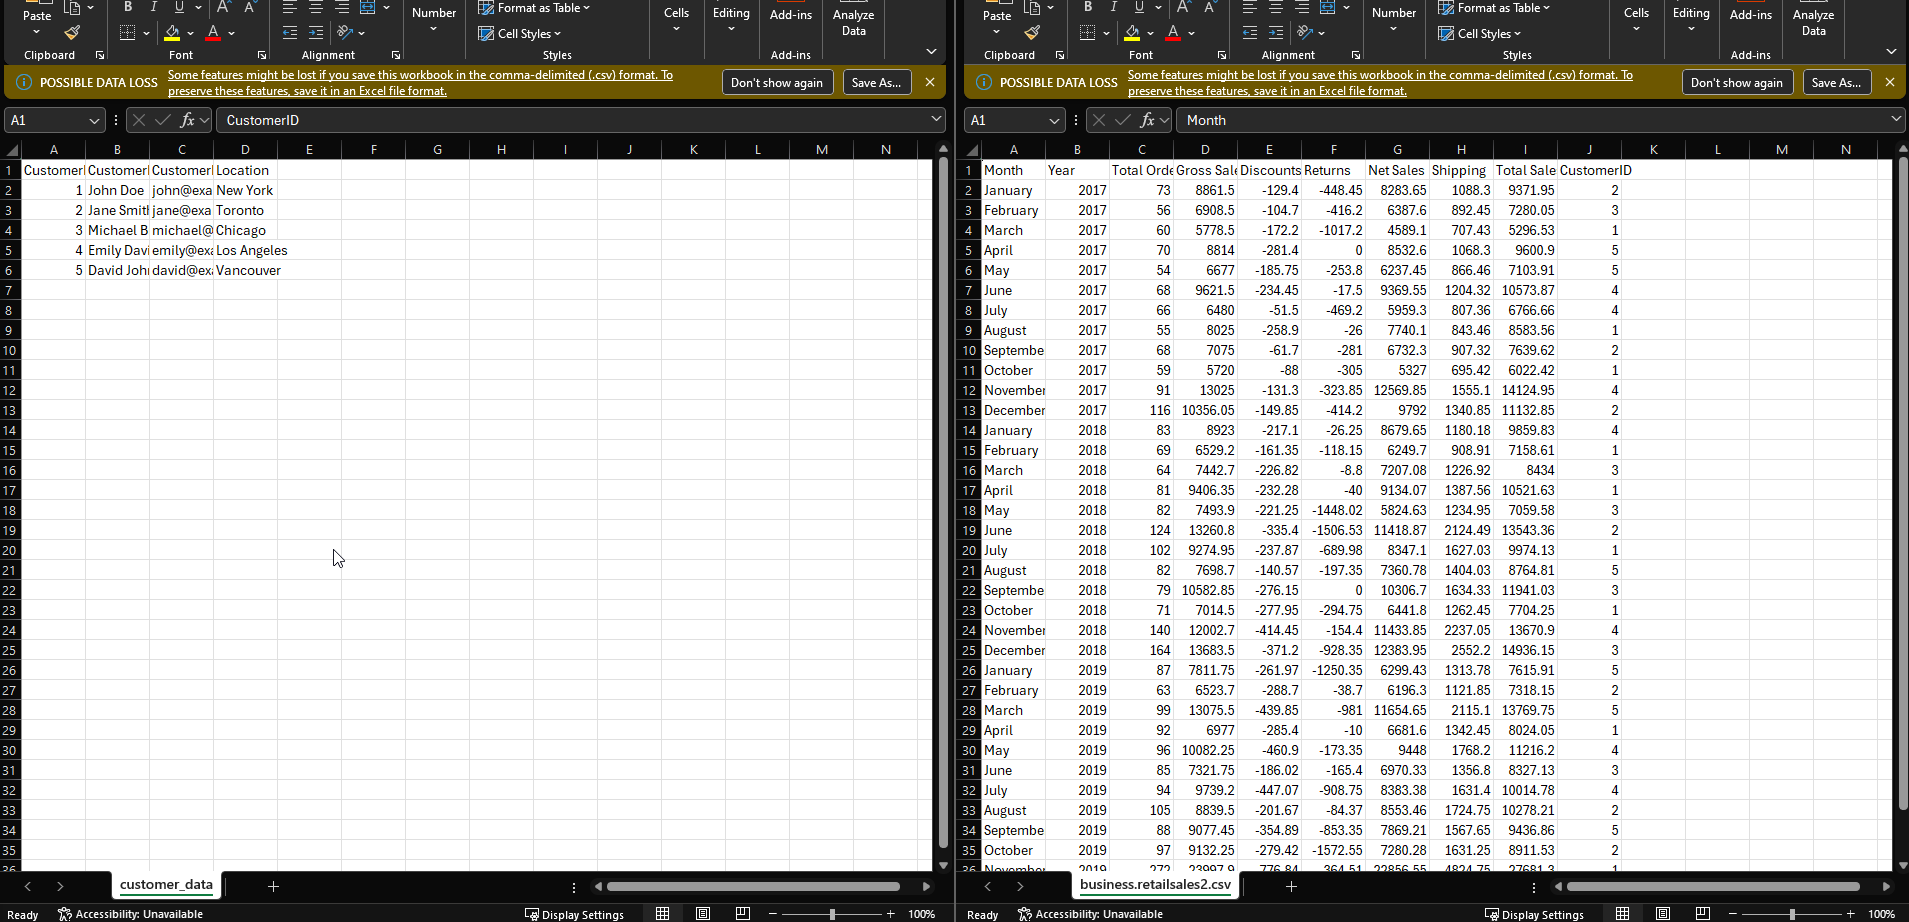 Paste B I U A A Format as Table Number Cells Editing Add-ins Analyze Data
A Cell Styles
Clipboard Font Alignment Styles Add-ins
POSSIBLE DATA LOSS Some features might be lost if you save this workbook in the comma-delimited (.csv) format. To preserve these features, save it in an Excel file format. Don't show again Save As...
A1 fx CustomerID
A B C D E F G H I J K L M N
1 Customer Customer Customer Location
2 1 John Doe john@exa New York
3 2 Jane Smit jane@exa Toronto
4 3 Michael B michael@ Chicago
5 4 Emily Davi emily@exa Los Angeles
6 5 David Joh david@exa Vancouver
7
8
9
10
11
12
13
14
15
16
17
18
19
20
21
22
23
24
25
26
27
28
29
30
31
32
33
34
35
36
customer_data
Ready Accessibility: Unavailable Display Settings 100%
Paste B I U A A Format as Table Number Cells Editing Add-ins Analyze Data
A Cell Styles
Clipboard Font Alignment Styles Add-ins
POSSIBLE DATA LOSS Some features might be lost if you save this workbook in the comma-delimited (.csv) format. To preserve these features, save it in an Excel file format. Don't show again Save As...
A1 fx Month
A B C D E F G H I J K L M N
1 Month Year Total Orde Gross Sale Discounts Returns Net Sales Shipping Total Sale CustomerID
2 January 2017 73 8861.5 -129.4 -448.45 8283.65 1088.3 9371.95 2
3 February 2017 56 6908.5 -104.7 -416.2 6387.6 892.45 7280.05 3
4 March 2017 60 5778.5 -172.2 -1017.2 4589.1 707.43 5296.53 1
5 April 2017 70 8814 -281.4 0 8532.6 1068.3 9600.9 5
6 May 2017 54 6677 -185.75 -253.8 6237.45 866.46 7103.91 5
7 June 2017 68 9621.5 -234.45 -17.5 9369.55 1204.32 10573.87 4
8 July 2017 66 6480 -51.5 -469.2 5959.3 807.36 6766.66 4
9 August 2017 55 8025 -258.9 -26 7740.1 843.46 8583.56 1
10 Septembe 2017 68 7075 -61.7 -281 6732.3 907.32 7639.62 2
11 October 2017 59 5720 -88 -305 5327 695.42 6022.42 1
12 November 2017 91 13025 -131.3 -323.85 12569.85 1555.1 14124.95 4
13 December 2017 116 10356.05 -149.85 -414.2 9792 1340.85 11132.85 2
14 January 2018 83 8923 -217.1 -26.25 8679.65 1180.18 9859.83 4
15 February 2018 69 6529.2 -161.35 -118.15 6249.7 908.91 7158.61 1
16 March 2018 64 7442.7 -226.82 -8.8 7207.08 1226.92 8434 3
17 April 2018 81 9406.35 -232.28 -40 9134.07 1387.56 10521.63 1
18 May 2018 82 7493.9 -221.25 -1448.02 5824.63 1234.95 7059.58 3
19 June 2018 124 13260.8 -335.4 -1506.53 11418.87 2124.49 13543.36 2
20 July 2018 102 9274.95 -237.87 -689.98 8347.1 1627.03 9974.13 1
21 August 2018 82 7698.7 -140.57 -197.35 7360.78 1404.03 8764.81 5
22 Septembe 2018 79 10582.85 -276.15 0 10306.7 1634.33 11941.03 3
23 October 2018 71 7014.5 -277.95 -294.75 6441.8 1262.45 7704.25 1
24 November 2018 140 12002.7 -414.45 -154.4 11433.85 2237.05 13670.9 4
25 December 2018 164 13683.5 -371.2 -928.35 12383.95 2552.2 14936.15 3
26 January 2019 87 7811.75 -261.97 -1250.35 6299.43 1313.78 7615.91 5
27 February 2019 63 6523.7 -288.7 -38.7 6196.3 1121.85 7318.15 2
28 March 2019 99 13075.5 -439.85 -981 11654.65 2115.1 13769.75 5
29 April 2019 92 6977 -285.4 -10 6681.6 1342.45 8024.05 1
30 May 2019 96 10082.25 -460.9 -173.35 9448 1768.2 11216.2 4
31 June 2019 85 7321.75 -186.02 -165.4 6970.33 1356.8 8327.13 3
32 July 2019 94 9739.2 -447.07 -908.75 8383.38 1631.4 10014.78 4
33 August 2019 105 8839.5 -201.67 -84.37 8553.46 1724.75 10278.21 2
34 Septembe 2019 88 9077.45 -354.89 -853.35 7869.21 1567.65 9436.86 5
35 October 2019 97 9132.25 -279.42 -1572.55 7280.28 1631.25 8911.53 2
36 November 2019 272 23997.9 -776.84 -364.51 22856.55 4824.75 27681.3 1
business.retailsales2.csv
Ready Accessibility: Unavailable Display Settings 100%